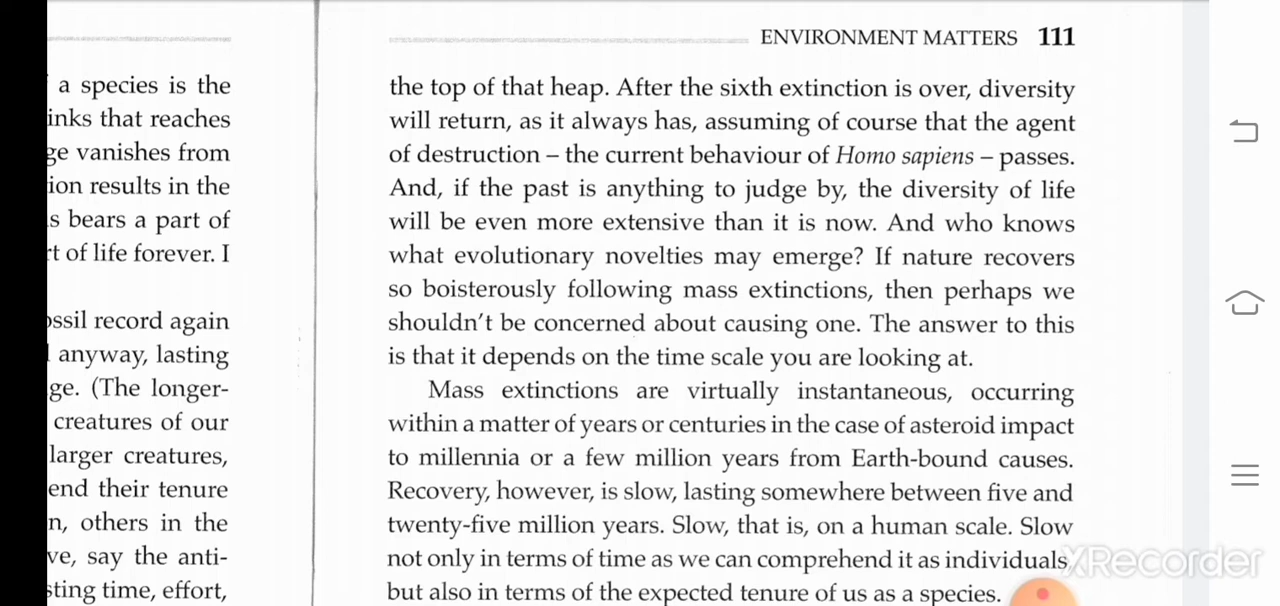 ENVIRONMENT MATTERS 111
a species is the
inks that reaches
ge vanishes from
ion results in the
s bears a part of
rt of life forever. I
ossil record again
anyway, lasting
ge. (The longer-
creatures of our
larger creatures,
end their tenure
n, others in the
ve, say the anti-
sting time, effort,
the top of that heap. After the sixth extinction is over, diversity
will return, as it always has, assuming of course that the agent
of destruction – the current behaviour of Homo sapiens – passes.
And, if the past is anything to judge by, the diversity of life
will be even more extensive than it is now. And who knows
what evolutionary novelties may emerge? If nature recovers
so boisterously following mass extinctions, then perhaps we
shouldn't be concerned about causing one. The answer to this
is that it depends on the time scale you are looking at.
Mass extinctions are virtually instantaneous, occurring
within a matter of years or centuries in the case of asteroid impact
to millennia or a few million years from Earth-bound causes.
Recovery, however, is slow, lasting somewhere between five and
twenty-five million years. Slow, that is, on a human scale. Slow
not only in terms of time as we can comprehend it as individuals
but also in terms of the expected tenure of us as a species.
XRecorder